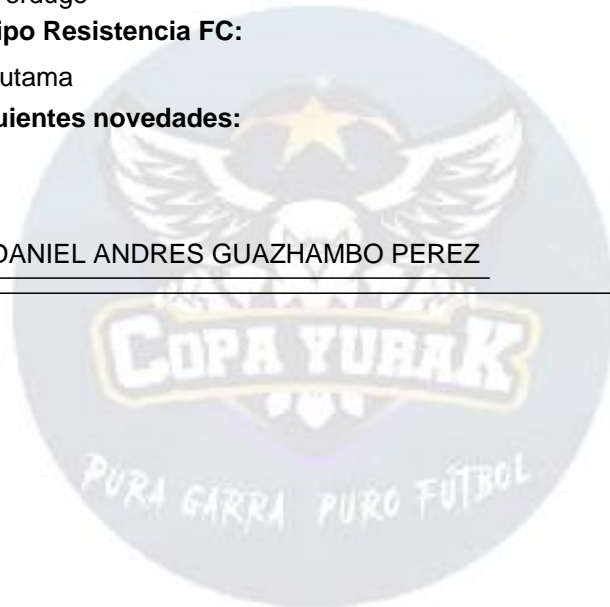 ipo Resistencia FC:
utama
uientes novedades:
DANIEL ANDRES GUAZHAMBO PEREZ
COPA YURAK
PURA GARRA PURO FÚTBOL